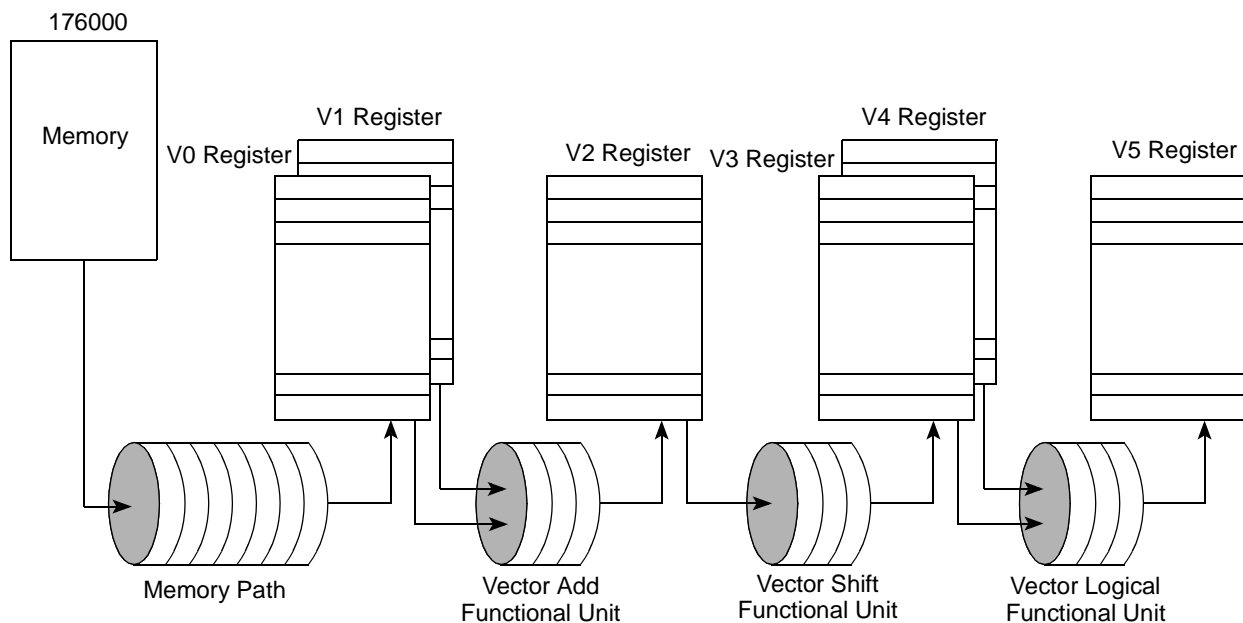 176000
Memory
V0 Register
V1 Register
V2 Register
V3 Register
V4 Register
V5 Register
Memory Path
Vector Add
Functional Unit
Vector Shift
Functional Unit
Vector Logical
Functional Unit